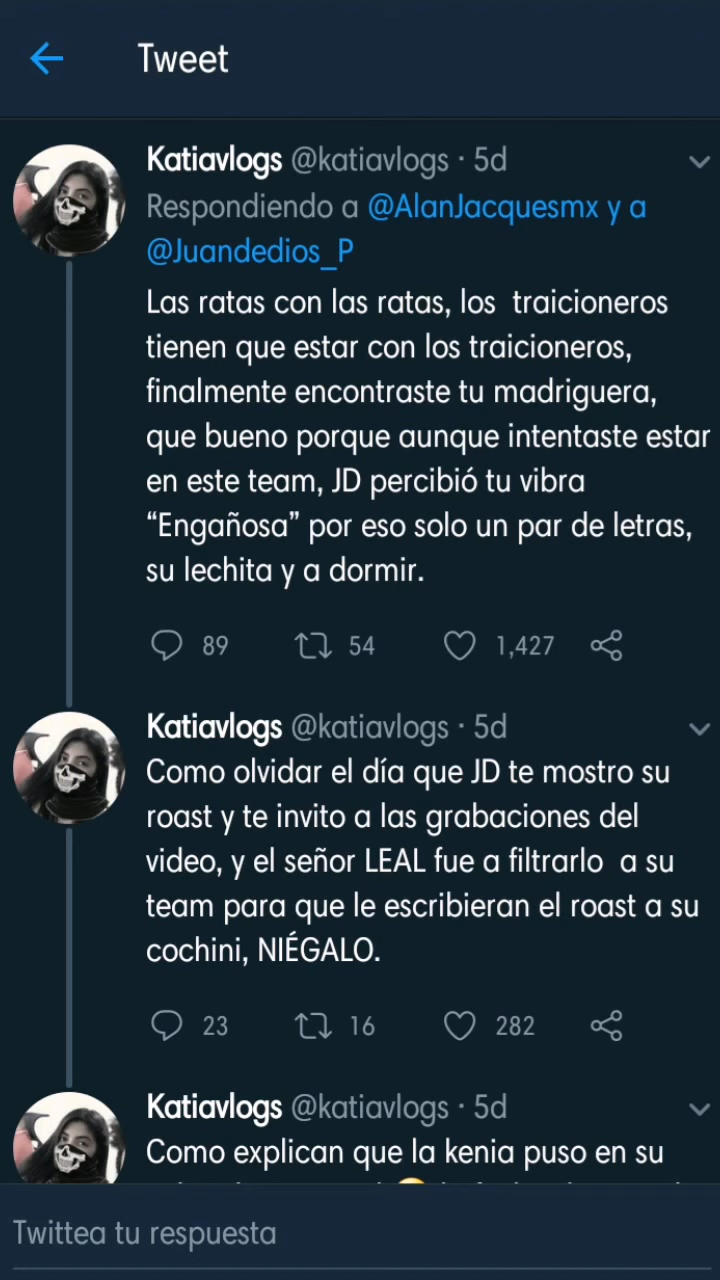 Tweet
Katiavlogs @katiavlogs · 5d
Respondiendo a @AlanJacquesmx y a
@Juandedios_P
Las ratas con las ratas, los  traicioneros
tienen que estar con los traicioneros,
finalmente encontraste tu madriguera,
que bueno porque aunque intentaste estar
en este team, JD percibió tu vibra
“Engañosa” por eso solo un par de letras,
su lechita y a dormir.
89 54 1,427
Katiavlogs @katiavlogs · 5d
Como olvidar el día que JD te mostro su
roast y te invito a las grabaciones del
video, y el señor LEAL fue a filtrarlo  a su
team para que le escribieran el roast a su
cochini, NIÉGALO.
23 16 282
Katiavlogs @katiavlogs · 5d
Como explican que la kenia puso en su
Twittea tu respuesta